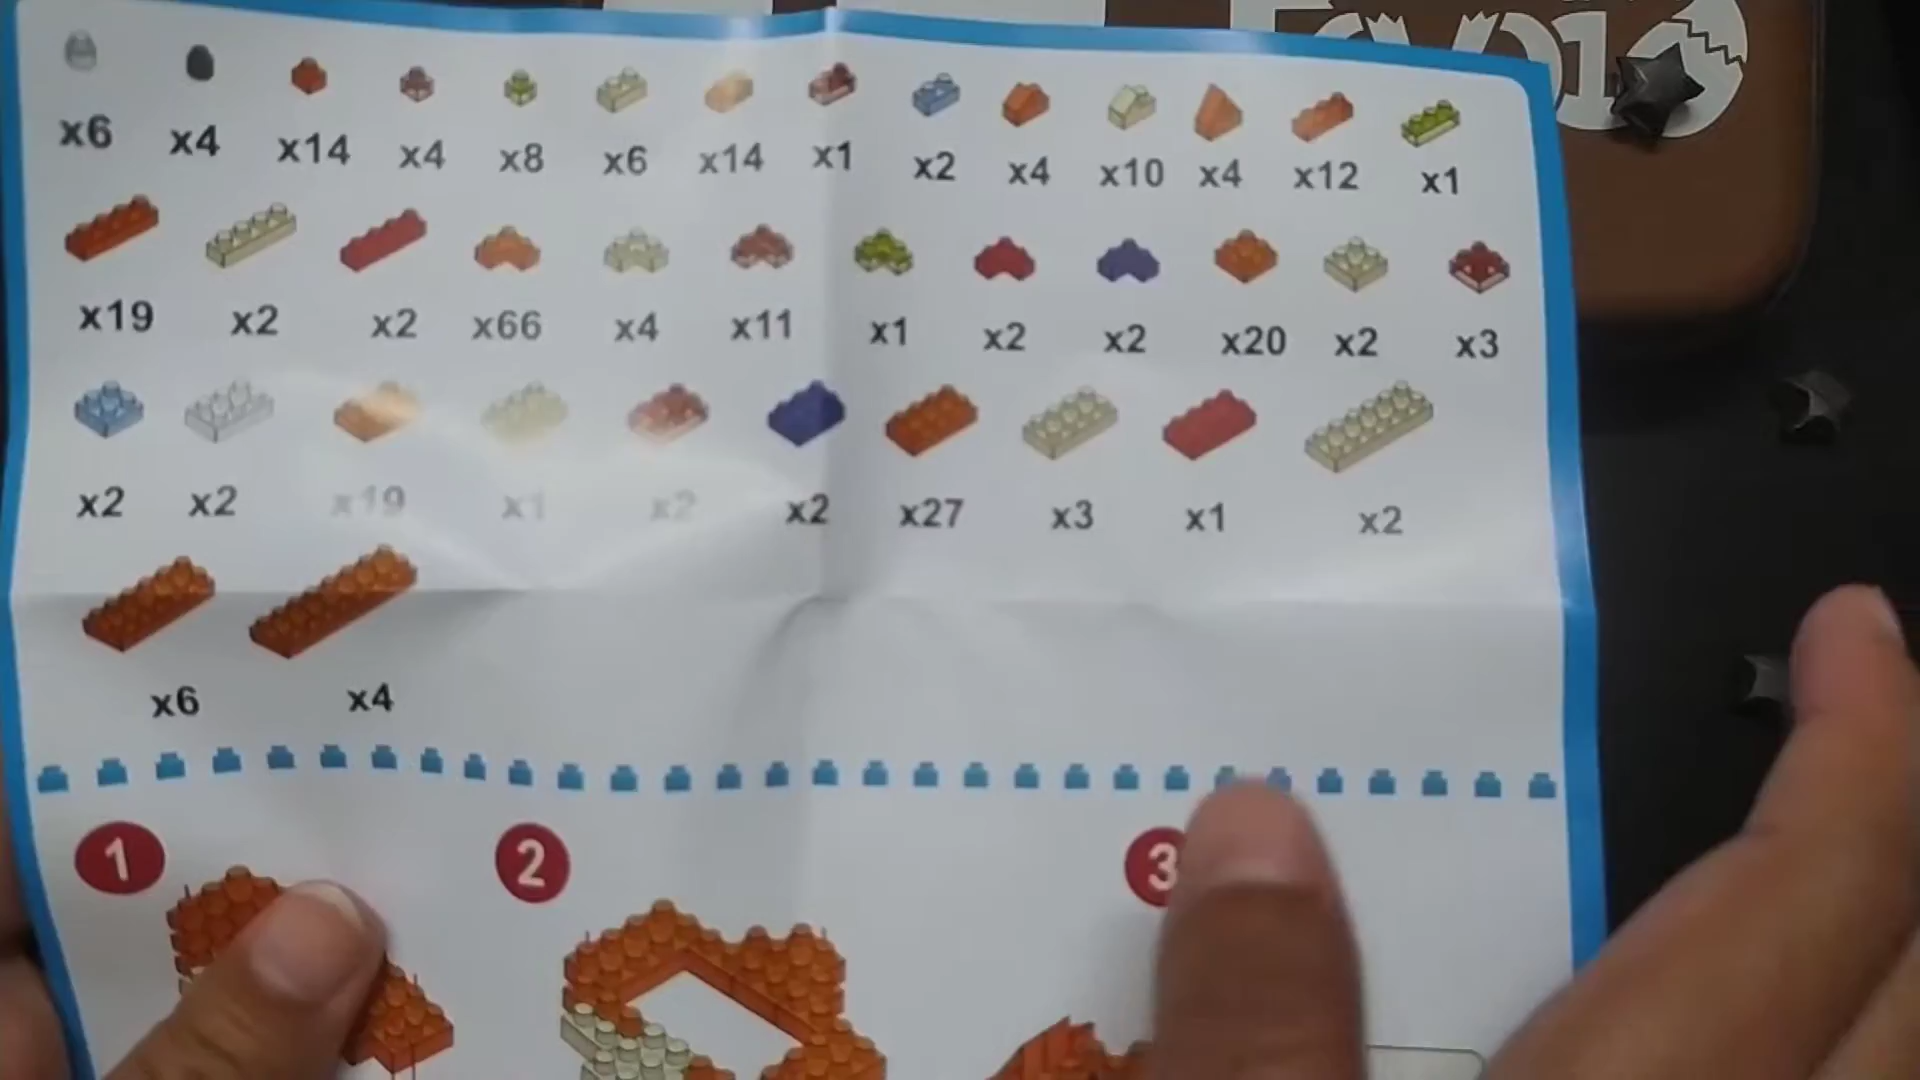 x6 x4 x14 x4 x8 x6 x14 x1 x2 x4 x10 x4 x12 x1
x19 x2 x2 x66 x4 x11 x1 x2 x2 x20 x2 x3
x2 x2 x19 x1 x2 x2 x27 x3 x1 x2
x6 x4
1 2 3